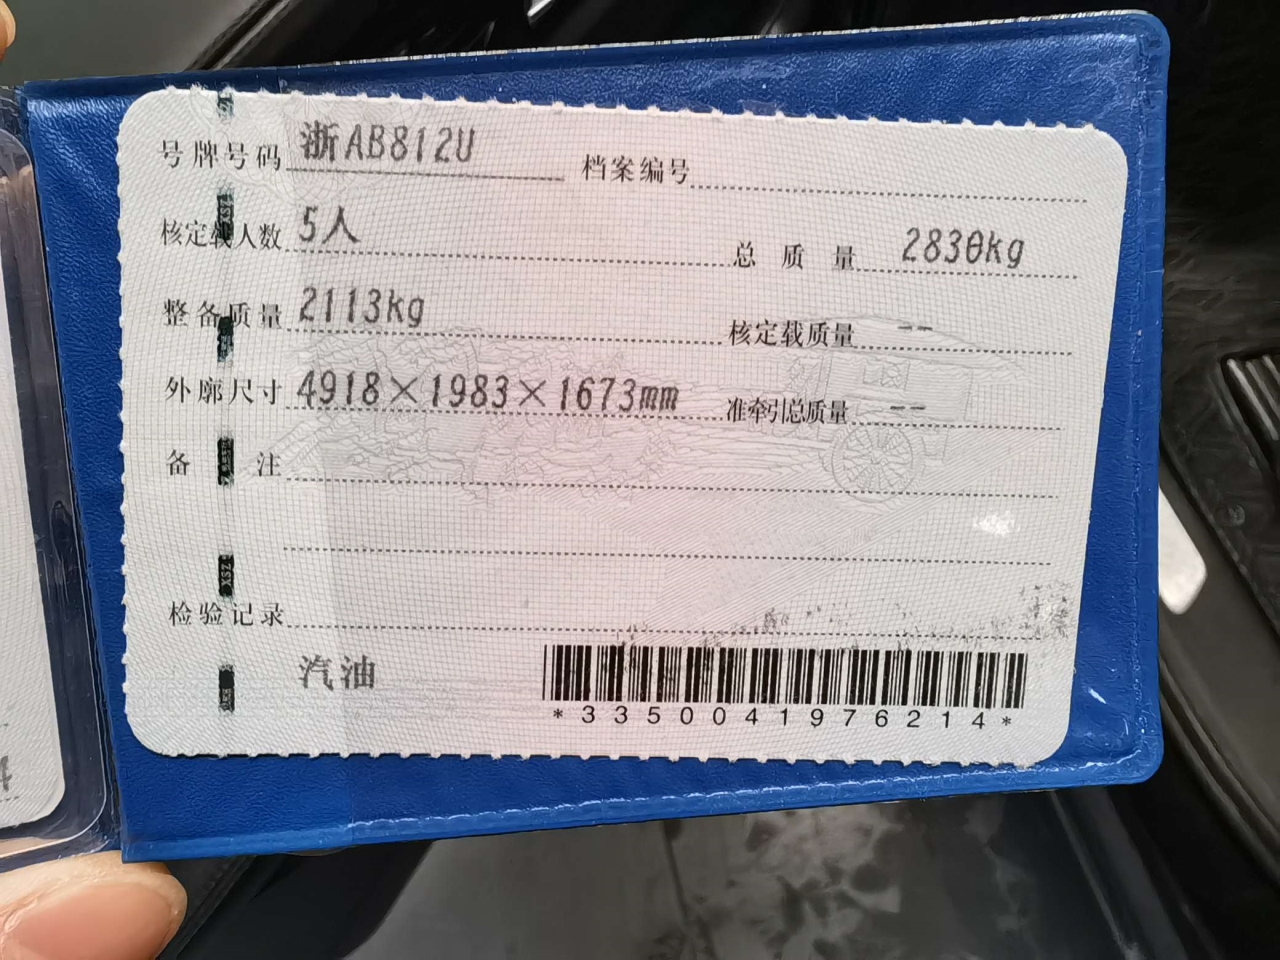 号牌号码 浙AB812U 档案编号
核定载人数 5人 总质量 2830kg
整备质量 2113kg 核定载质量 --
外廓尺寸 4918×1983×1673mm 准牵引总质量 --
备注
检验记录
汽油
*3350041976214*